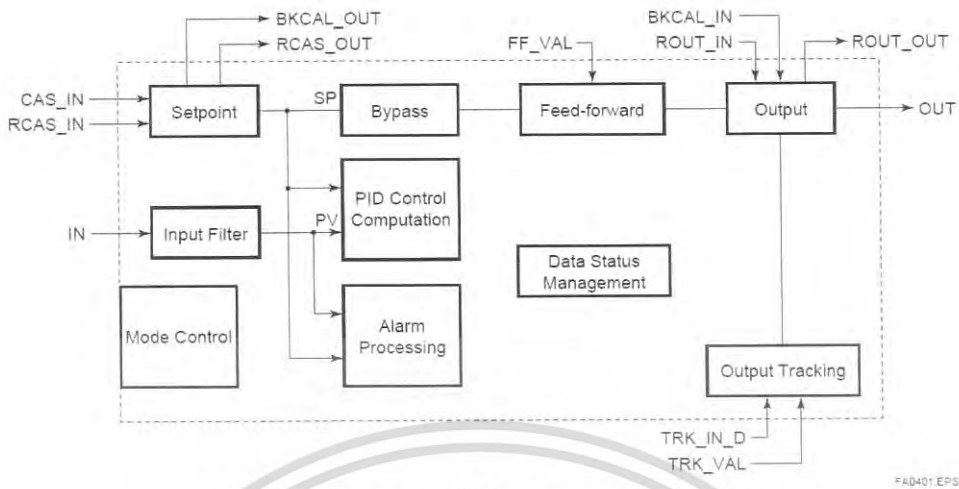 BKCAL_OUT
RCAS_OUT
BKCAL_IN
ROUT_IN
ROUT_OUT
FF_VAL
CAS_IN
RCAS_IN
Setpoint
SP
Bypass
Feed-forward
Output
OUT
IN
Input Filter
PV
PID Control
Computation
Data Status
Management
Mode Control
Alarm
Processing
Output Tracking
TRK_IN_D
TRK_VAL
FA0401.EPS